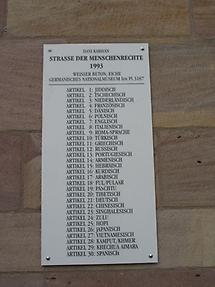 DANI KARAVAN
STRASSE DER MENSCHENRECHTE
1993
WEISSER BETON, EICHE
GERMANISCHES NATIONALMUSEUM Inv. Pl. 3167
ARTIKEL 1: JIDDISCH
ARTIKEL 2: TSCHECHISCH
ARTIKEL 3: NIEDERLÄNDISCH
ARTIKEL 4: FRANZÖSISCH
ARTIKEL 5: DÄNISCH
ARTIKEL 6: POLNISCH
ARTIKEL 7: ENGLISCH
ARTIKEL 8: ITALIENISCH
ARTIKEL 9: ROMA-SPRACHE
ARTIKEL 10: TÜRKISCH
ARTIKEL 11: GRIECHISCH
ARTIKEL 12: RUSSISCH
ARTIKEL 13: PORTUGIESISCH
ARTIKEL 14: ARMENISCH
ARTIKEL 15: HEBRÄISCH
ARTIKEL 16: KURDISCH
ARTIKEL 17: ARABISCH
ARTIKEL 18: FUL/PULAAR
ARTIKEL 19: PASCHTU
ARTIKEL 20: TIBETISCH
ARTIKEL 21: DEUTSCH
ARTIKEL 22: CHINESISCH
ARTIKEL 23: SINGHALESISCH
ARTIKEL 24: ZULU
ARTIKEL 25: HOPI
ARTIKEL 26: JAPANISCH
ARTIKEL 27: VIETNAMESISCH
ARTIKEL 28: KAMPUT/KHMER
ARTIKEL 29: KHECHUA AIMARA
ARTIKEL 30: SPANISCH